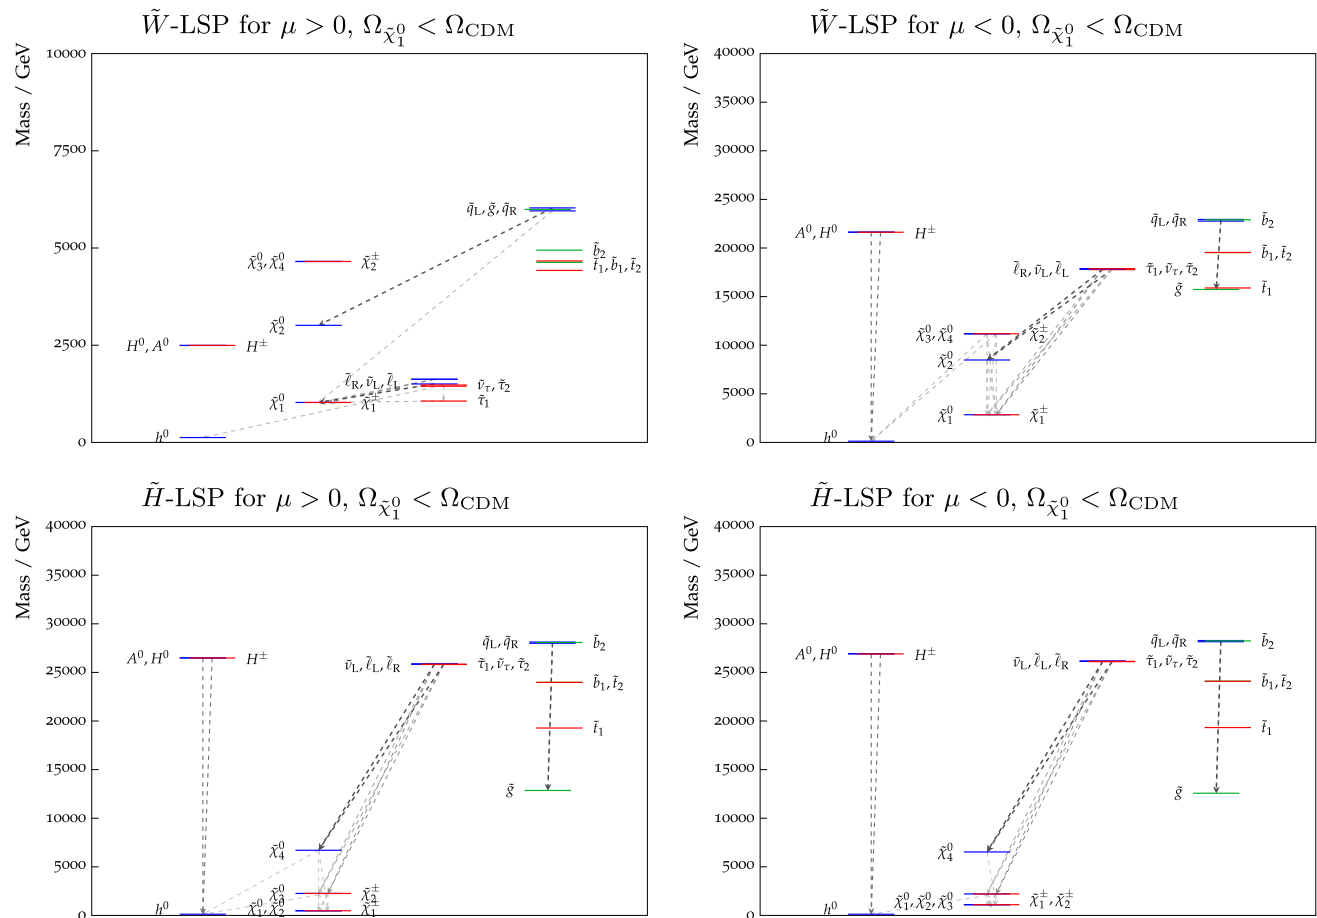 W̃-LSP for μ > 0, Ω_χ̃⁰₁ < Ω_CDM
Mass / GeV
10000
7500
5000
2500
0
q̃_L, g̃, q̃_R
b̃₂
t̃₁, b̃₁, t̃₂
χ̃⁰₃, χ̃⁰₄
χ̃±₂
χ̃⁰₂
H⁰, A⁰
H±
ℓ̃_R, ν̃_L, ℓ̃_L
ν̃_τ, τ̃₂
χ̃⁰₁
χ̃±₁
τ̃₁
h⁰
W̃-LSP for μ < 0, Ω_χ̃⁰₁ < Ω_CDM
Mass / GeV
40000
35000
30000
25000
20000
15000
10000
5000
0
q̃_L, q̃_R
b̃₂
A⁰, H⁰
H±
b̃₁, t̃₂
ℓ̃_R, ν̃_L, ℓ̃_L
τ̃₁, ν̃_τ, τ̃₂
g̃
t̃₁
χ̃⁰₃, χ̃⁰₄
χ̃±₂
χ̃⁰₂
χ̃⁰₁
χ̃±₁
h⁰
H̃-LSP for μ > 0, Ω_χ̃⁰₁ < Ω_CDM
Mass / GeV
40000
35000
30000
25000
20000
15000
10000
5000
0
q̃_L, q̃_R
b̃₂
A⁰, H⁰
H±
ν̃_L, ℓ̃_L, ℓ̃_R
τ̃₁, ν̃_τ, τ̃₂
b̃₁, t̃₂
t̃₁
g̃
χ̃⁰₄
χ̃⁰₃
χ̃±₂
χ̃⁰₁, χ̃⁰₂
χ̃±₁
h⁰
H̃-LSP for μ < 0, Ω_χ̃⁰₁ < Ω_CDM
Mass / GeV
40000
35000
30000
25000
20000
15000
10000
5000
0
q̃_L, q̃_R
b̃₂
A⁰, H⁰
H±
ν̃_L, ℓ̃_L, ℓ̃_R
τ̃₁, ν̃_τ, τ̃₂
b̃₁, t̃₂
t̃₁
g̃
χ̃⁰₄
χ̃⁰₁, χ̃⁰₂, χ̃⁰₃
χ̃±₁, χ̃±₂
h⁰